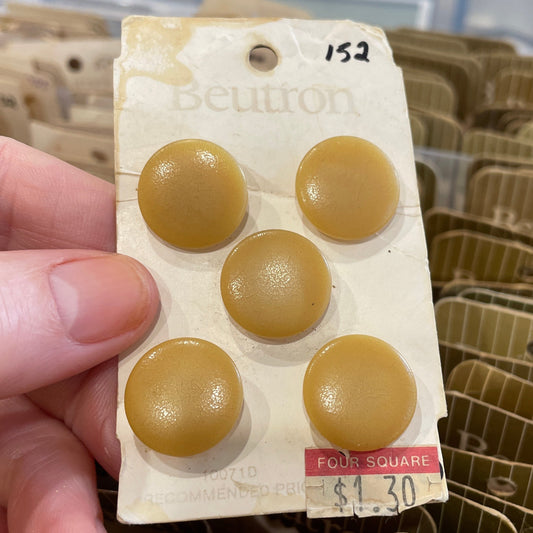 152
Beutron
10071D
RECOMMENDED PRIC
FOUR SQUARE
$1.30